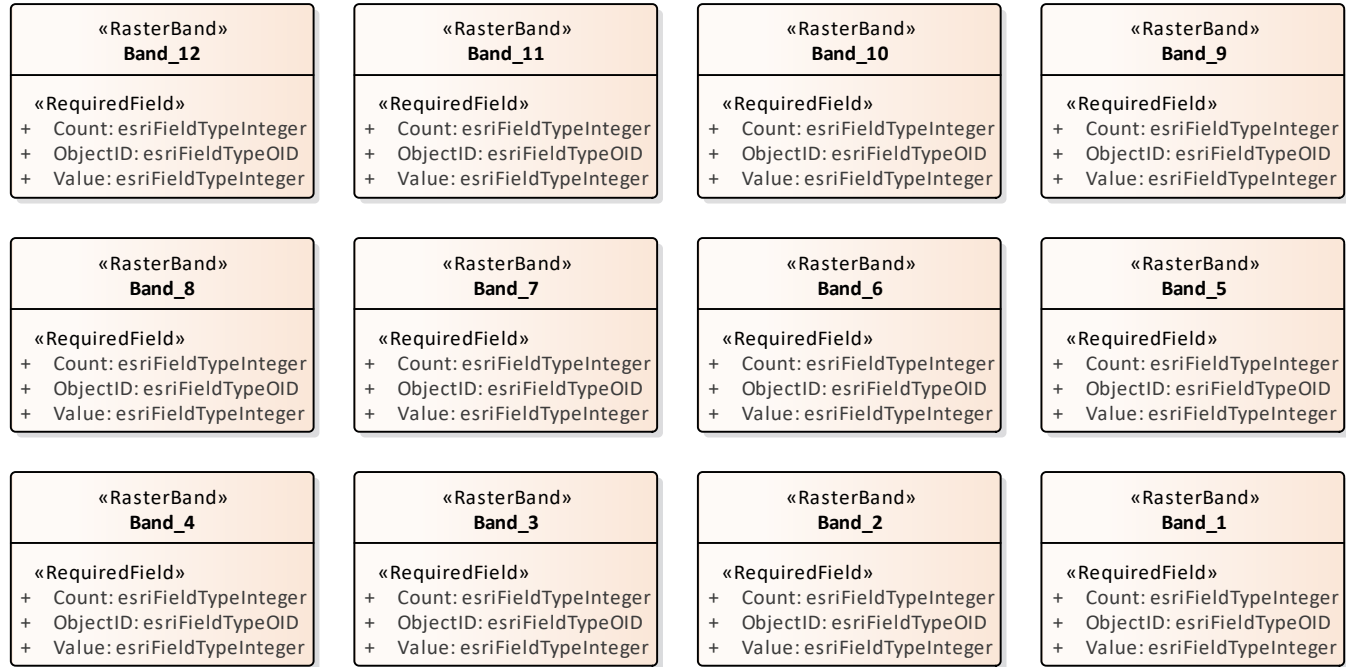 «RasterBand»
Band_12
«RequiredField»
+ Count: esriFieldTypeInteger
+ ObjectID: esriFieldTypeOID
+ Value: esriFieldTypeInteger
«RasterBand»
Band_11
«RequiredField»
+ Count: esriFieldTypeInteger
+ ObjectID: esriFieldTypeOID
+ Value: esriFieldTypeInteger
«RasterBand»
Band_10
«RequiredField»
+ Count: esriFieldTypeInteger
+ ObjectID: esriFieldTypeOID
+ Value: esriFieldTypeInteger
«RasterBand»
Band_9
«RequiredField»
+ Count: esriFieldTypeInteger
+ ObjectID: esriFieldTypeOID
+ Value: esriFieldTypeInteger
«RasterBand»
Band_8
«RequiredField»
+ Count: esriFieldTypeInteger
+ ObjectID: esriFieldTypeOID
+ Value: esriFieldTypeInteger
«RasterBand»
Band_7
«RequiredField»
+ Count: esriFieldTypeInteger
+ ObjectID: esriFieldTypeOID
+ Value: esriFieldTypeInteger
«RasterBand»
Band_6
«RequiredField»
+ Count: esriFieldTypeInteger
+ ObjectID: esriFieldTypeOID
+ Value: esriFieldTypeInteger
«RasterBand»
Band_5
«RequiredField»
+ Count: esriFieldTypeInteger
+ ObjectID: esriFieldTypeOID
+ Value: esriFieldTypeInteger
«RasterBand»
Band_4
«RequiredField»
+ Count: esriFieldTypeInteger
+ ObjectID: esriFieldTypeOID
+ Value: esriFieldTypeInteger
«RasterBand»
Band_3
«RequiredField»
+ Count: esriFieldTypeInteger
+ ObjectID: esriFieldTypeOID
+ Value: esriFieldTypeInteger
«RasterBand»
Band_2
«RequiredField»
+ Count: esriFieldTypeInteger
+ ObjectID: esriFieldTypeOID
+ Value: esriFieldTypeInteger
«RasterBand»
Band_1
«RequiredField»
+ Count: esriFieldTypeInteger
+ ObjectID: esriFieldTypeOID
+ Value: esriFieldTypeInteger